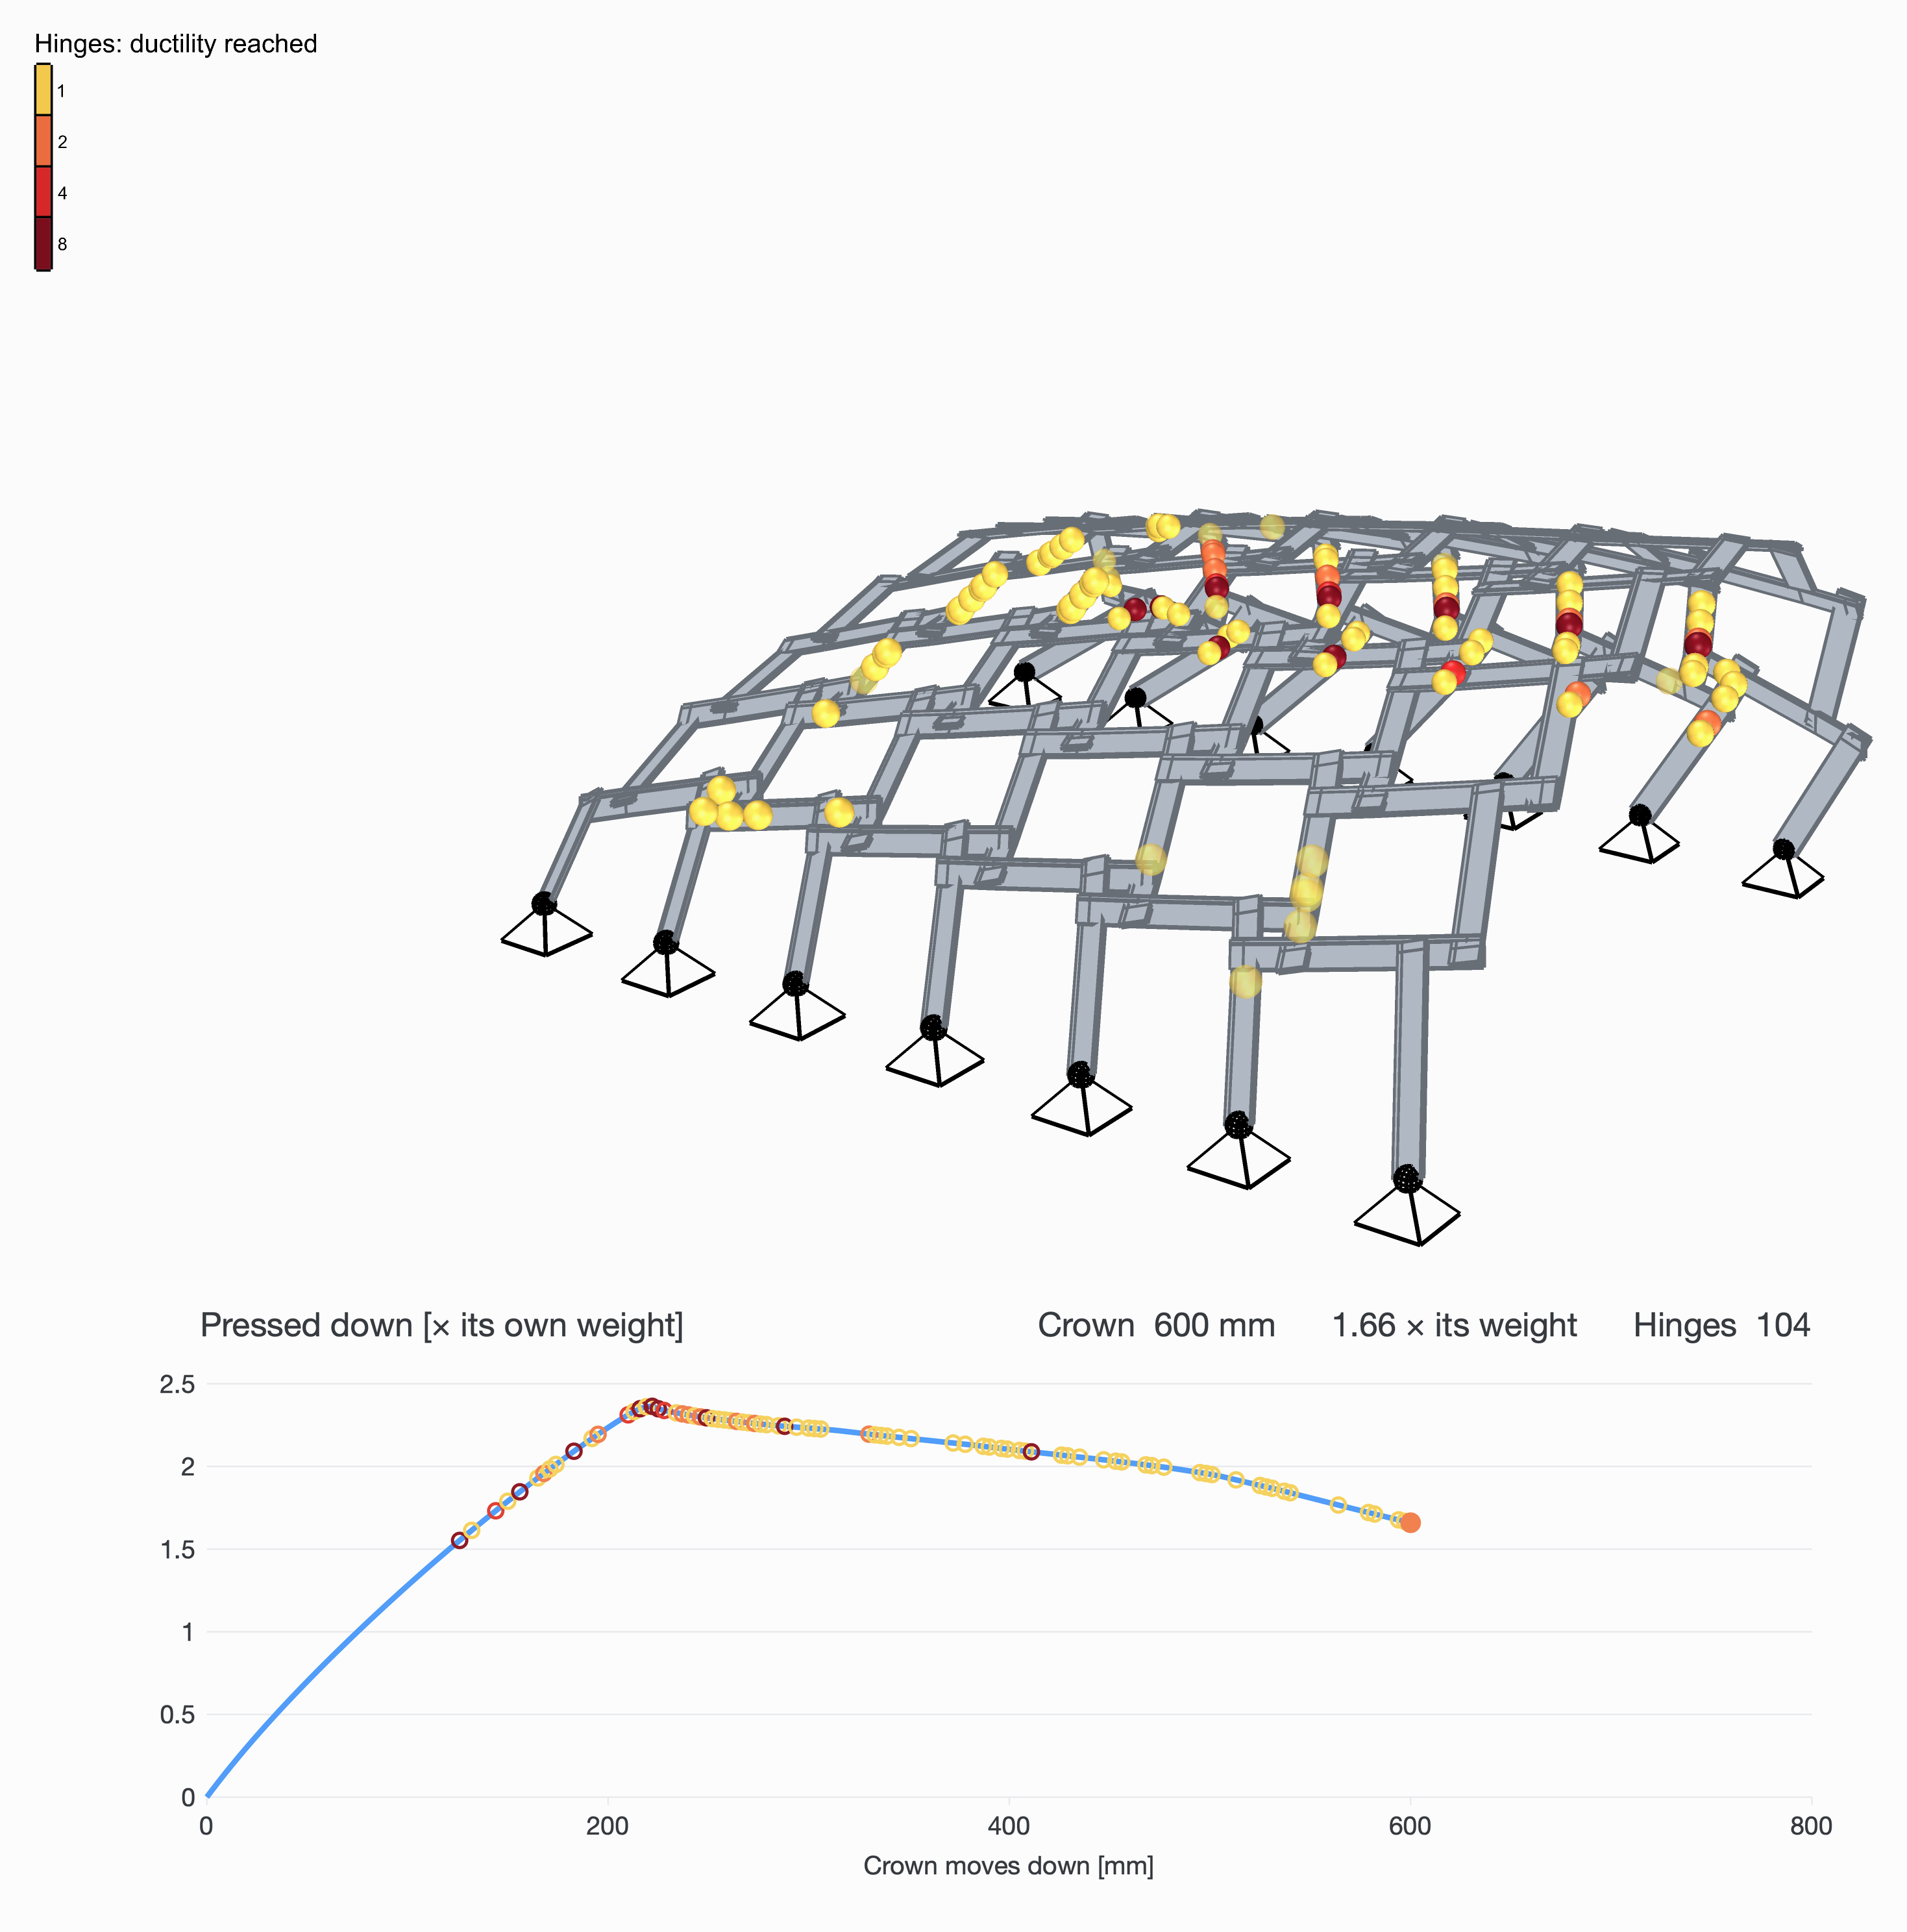 Hinges: ductility reached
1
2
4
8
Pressed down [× its own weight]
Crown 600 mm 1.66 × its weight Hinges 104
2.5
2
1.5
1
0.5
0
0 200 400 600 800
Crown moves down [mm]